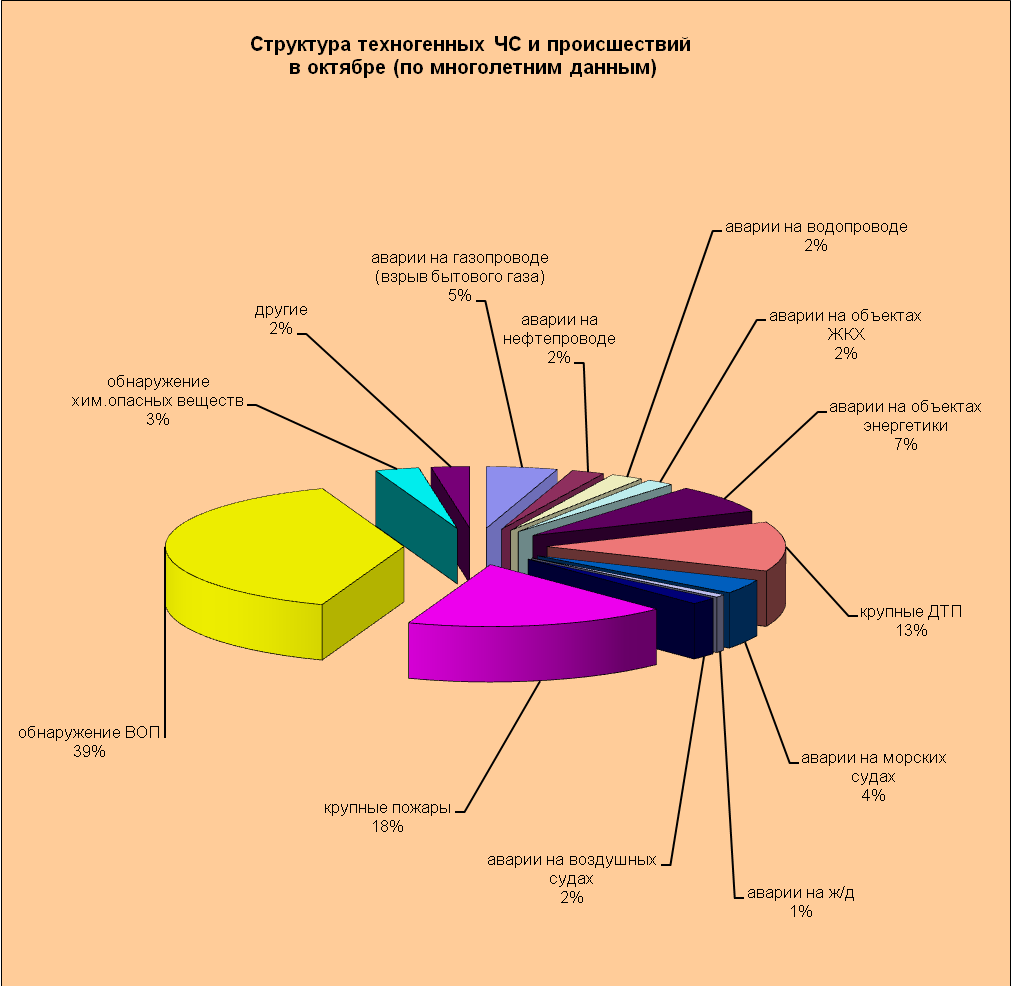 Структура техногенных ЧС и происшествий
в октябре (по многолетним данным)
аварии на водопроводе
2%
аварии на газопроводе
(взрыв бытового газа)
5%
другие
2%
аварии на
нефтепроводе
2%
аварии на объектах
ЖКХ
2%
обнаружение
хим.опасных веществ
3%
аварии на объектах
энергетики
7%
крупные ДТП
13%
обнаружение ВОП
39%
аварии на морских
судах
4%
крупные пожары
18%
аварии на воздушных
судах
2%
аварии на ж/д
1%